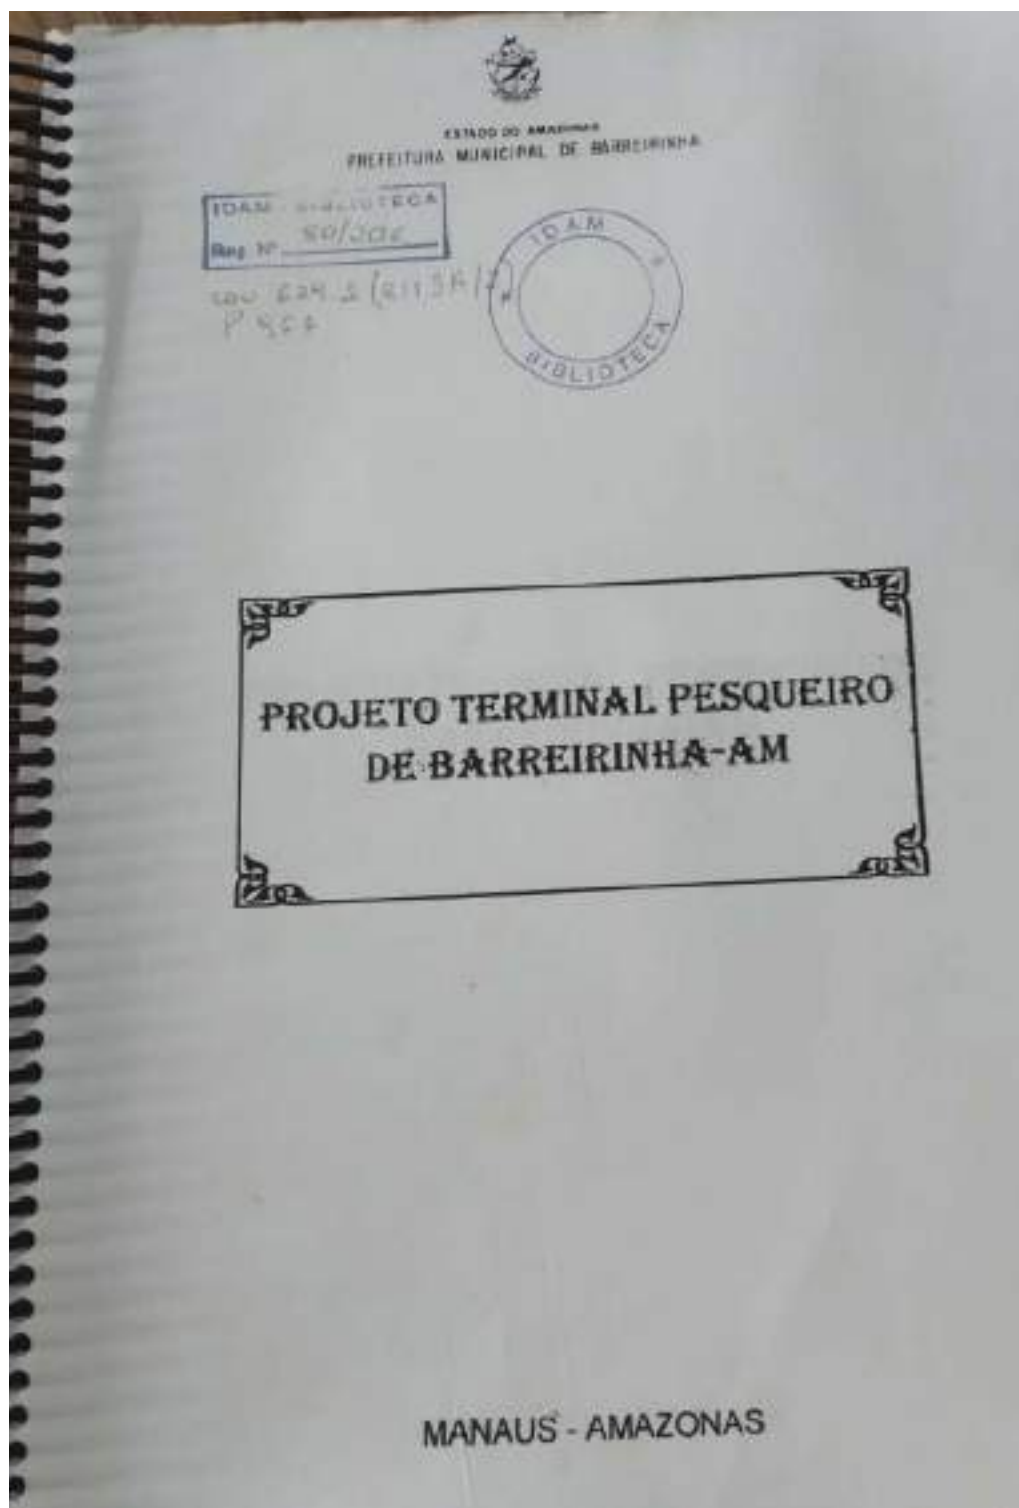 ESTADO DO AMAZONAS
PREFEITURA MUNICIPAL DE BARREIRINHA
IDAM - BIBLIOTECA
Reg. Nº
IDAM
BIBLIOTECA
PROJETO TERMINAL PESQUEIRO
DE BARREIRINHA-AM
MANAUS - AMAZONAS